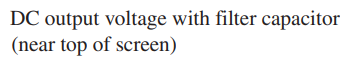 DC output voltage with filter capacitor
(near top of screen)